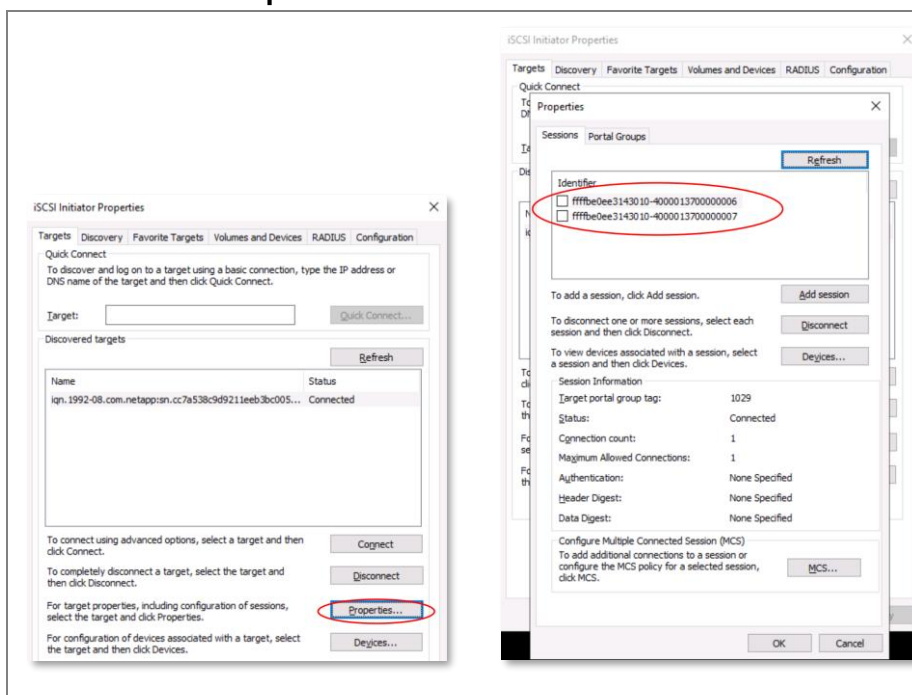 iSCSI Initiator Properties
Targets Discovery Favorite Targets Volumes and Devices RADIUS Configuration
Quick Connect
To discover and log on to a target using a basic connection, type the IP address or
DNS name of the target and then click Quick Connect.
Target:
Quick Connect...
Discovered targets
Refresh
Name Status
iqn.1992-08.com.netapp:sn.cc7a538c9d9211eeb3bc005... Connected
To connect using advanced options, select a target and then
click Connect.
Connect
To completely disconnect a target, select the target and
then click Disconnect.
Disconnect
For target properties, including configuration of sessions,
select the target and click Properties.
Properties...
For configuration of devices associated with a target, select
the target and then click Devices.
Devices...
iSCSI Initiator Properties
Targets Discovery Favorite Targets Volumes and Devices RADIUS Configuration
Quick Connect
Properties
Sessions Portal Groups
Refresh
Identifier
ffffbe0ee3143010-4000013700000006
ffffbe0ee3143010-4000013700000007
To add a session, click Add session.
Add session
To disconnect one or more sessions, select each
session and then click Disconnect.
Disconnect
To view devices associated with a session, select
a session and then click Devices.
Devices...
Session Information
Target portal group tag: 1029
Status: Connected
Connection count: 1
Maximum Allowed Connections: 1
Authentication: None Specified
Header Digest: None Specified
Data Digest: None Specified
Configure Multiple Connected Session (MCS)
To add additional connections to a session or
configure the MCS policy for a selected session,
click MCS.
MCS...
OK Cancel